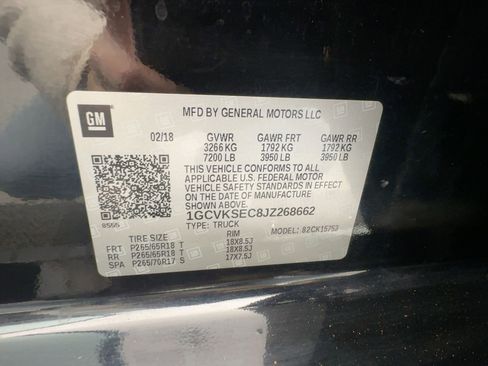 GM
MFD BY GENERAL MOTORS LLC
02/18 GVWR GAWR FRT GAWR RR
3266 KG 1792 KG 1792 KG
7200 LB 3950 LB 3950 LB
THIS VEHICLE CONFORMS TO ALL
APPLICABLE U.S. FEDERAL MOTOR
VEHICLE SAFETY STANDARDS IN EFFECT
ON THE DATE OF MANUFACTURE
SHOWN ABOVE.
1GCVKSEC8JZ268662
TYPE: TRUCK MODEL: 82CK15753
8555
TIRE SIZE RIM
FRT P265/65R18 T 18X8.5J
RR P265/65R18 T 18X8.5J
SPA P265/70R17 S 17X7.5J